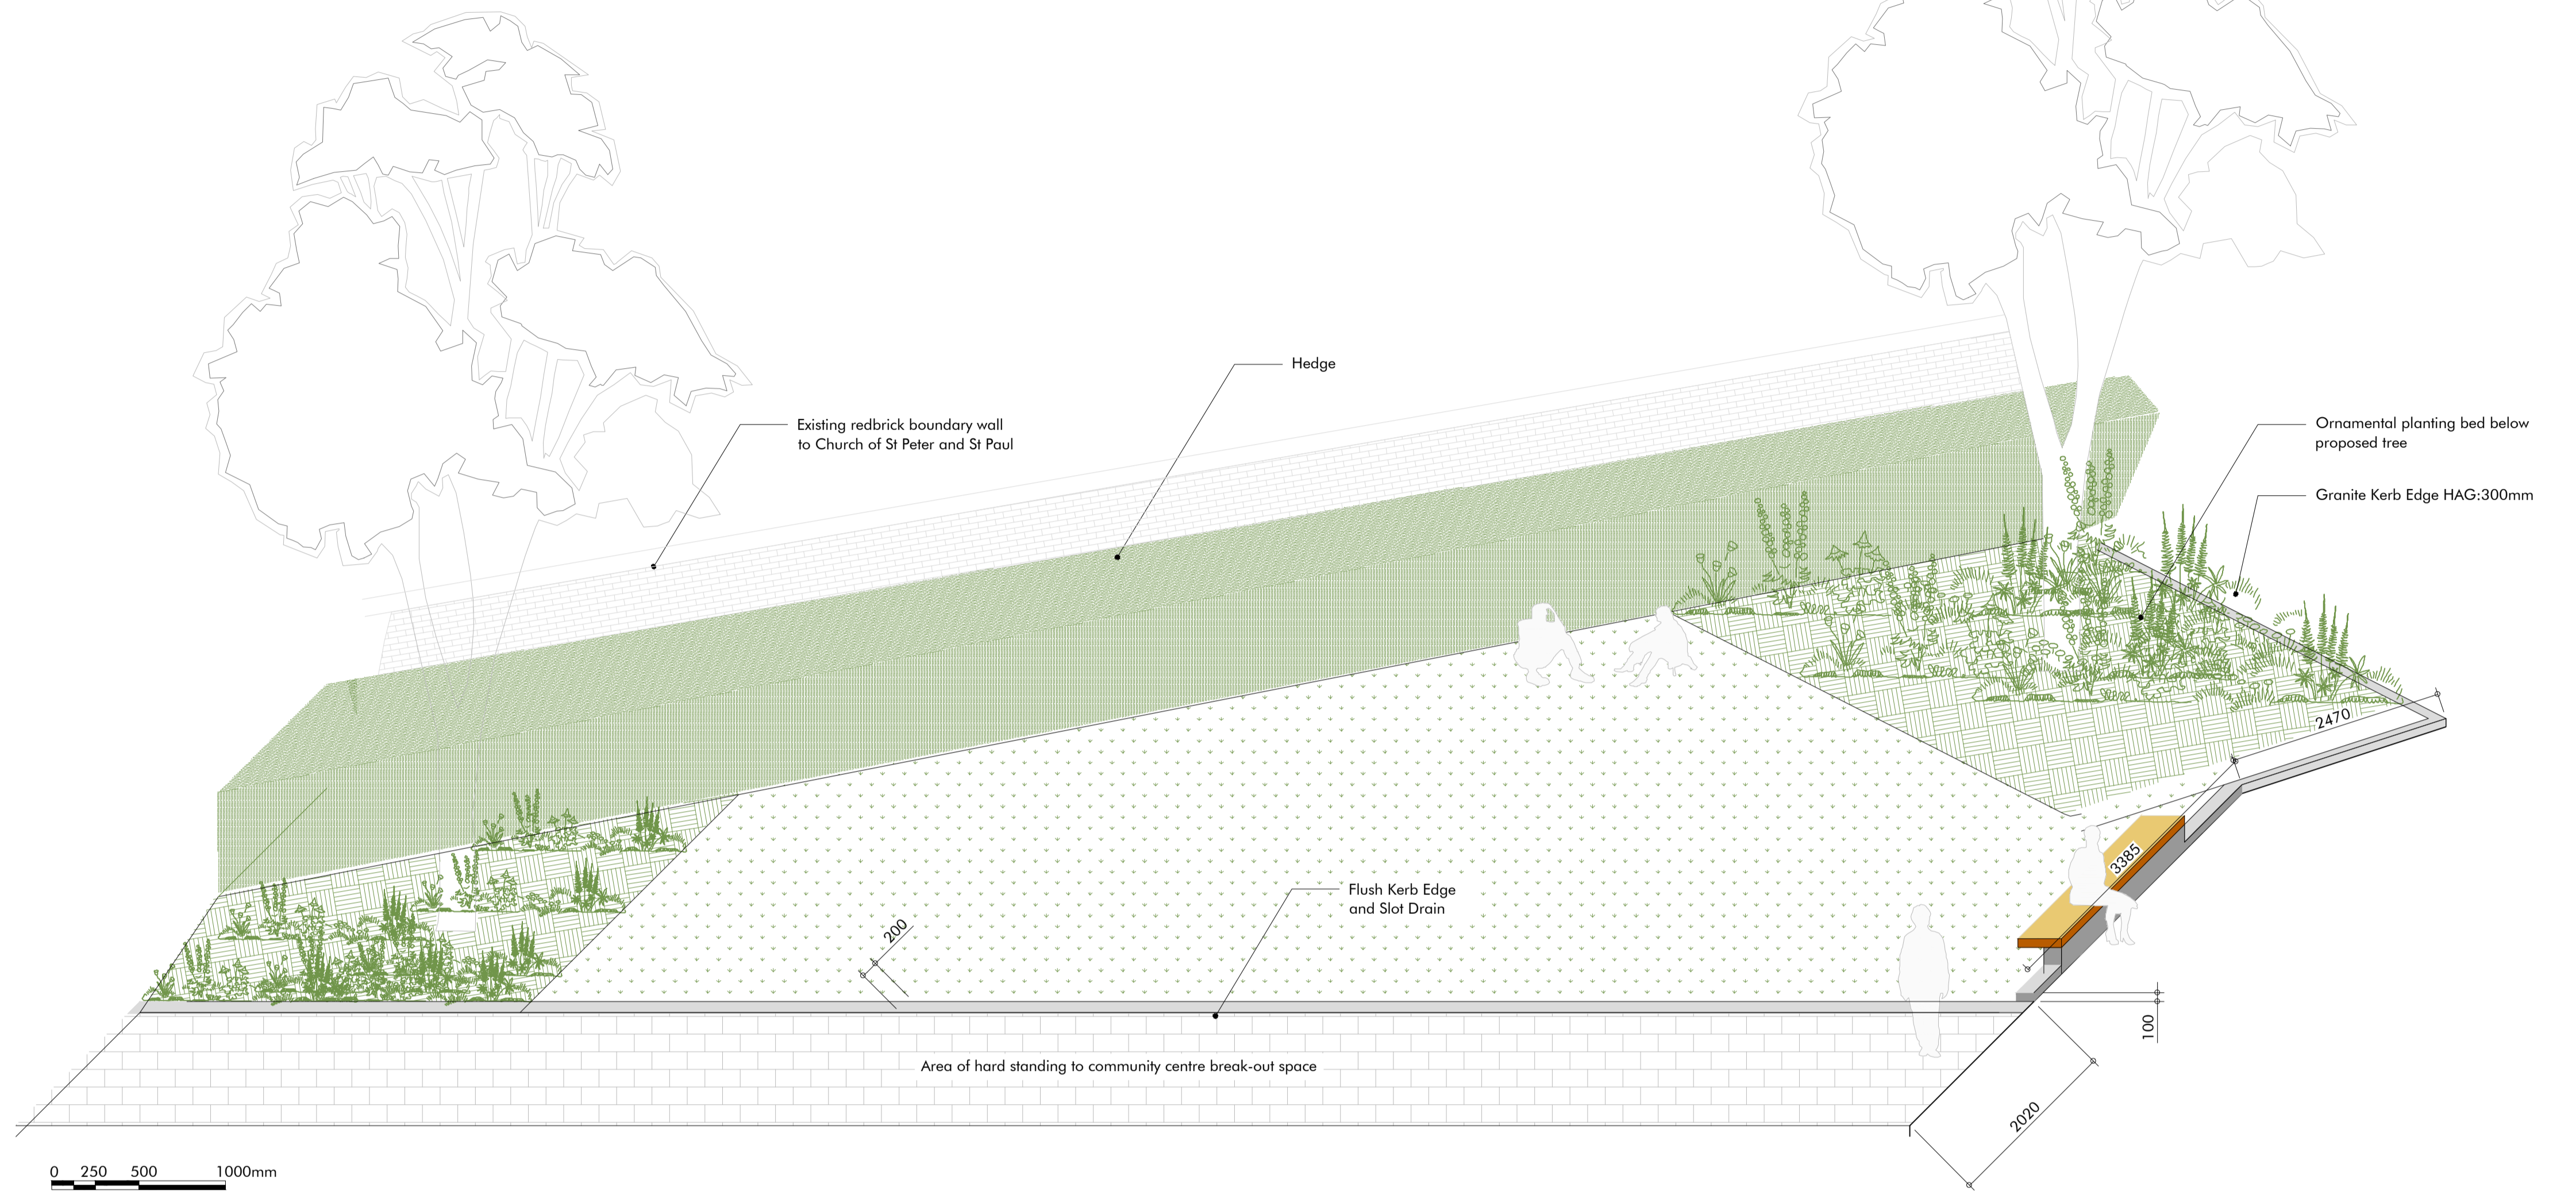 Hedge
Existing redbrick boundary wall
to Church of St Peter and St Paul
Ornamental planting bed below
proposed tree
Granite Kerb Edge HAG:300mm
2470
3385
Flush Kerb Edge
and Slot Drain
200
100
Area of hard standing to community centre break-out space
2020
0 250 500 1000mm